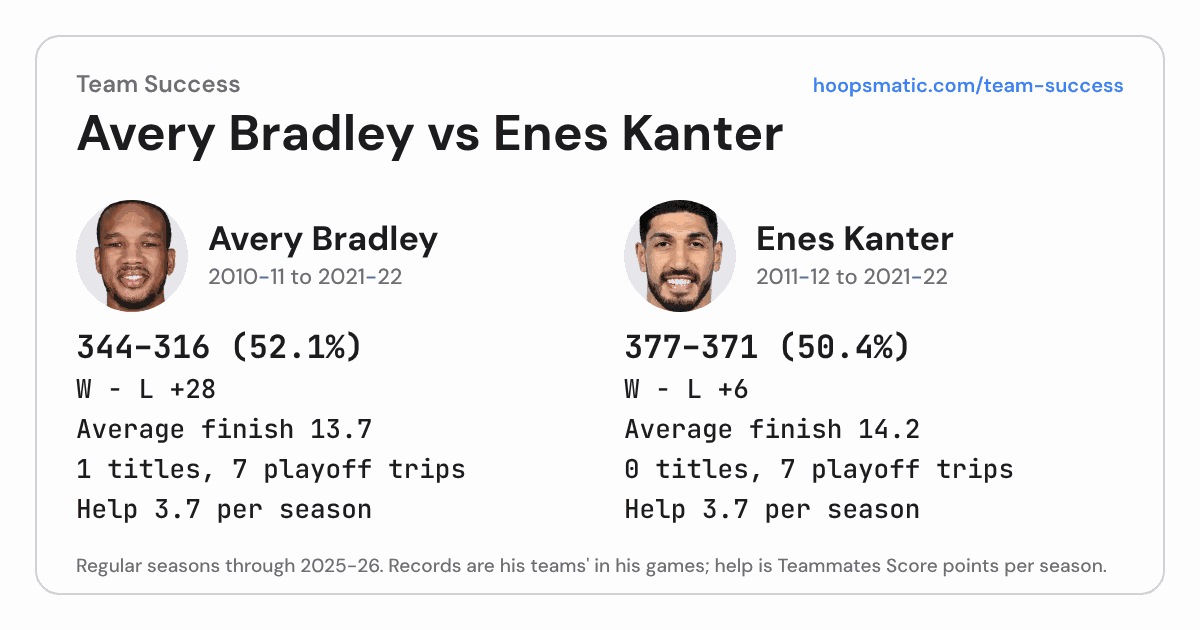 Team Success
hoopsmatic.com/team-success
Avery Bradley vs Enes Kanter
Avery Bradley
2010-11 to 2021-22
344-316 (52.1%)
W - L +28
Average finish 13.7
1 titles, 7 playoff trips
Help 3.7 per season
Enes Kanter
2011-12 to 2021-22
377-371 (50.4%)
W - L +6
Average finish 14.2
0 titles, 7 playoff trips
Help 3.7 per season
Regular seasons through 2025-26. Records are his teams' in his games; help is Teammates Score points per season.